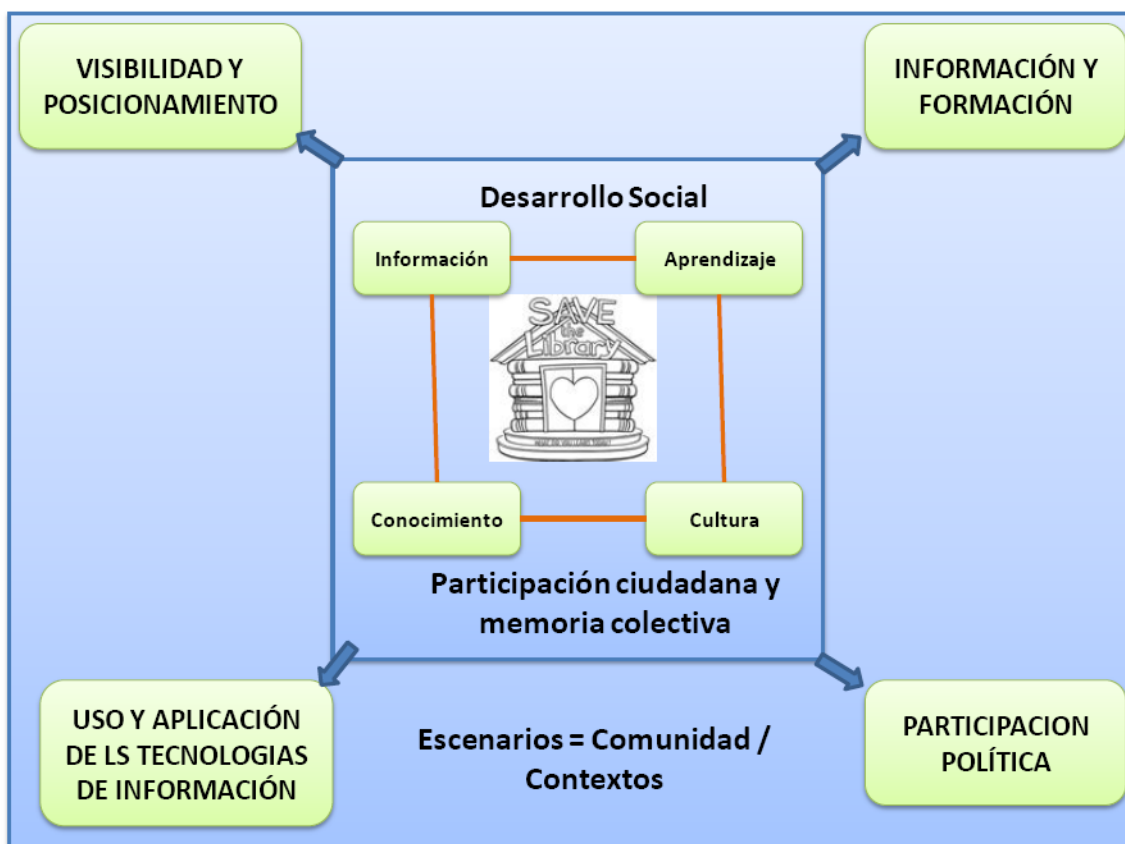 VISIBILIDAD Y
POSICIONAMIENTO
INFORMACIÓN Y
FORMACIÓN
Desarrollo Social
Información
Aprendizaje
SAVE
the
Library
Conocimiento
Cultura
Participación ciudadana y
memoria colectiva
USO Y APLICACIÓN
DE LS TECNOLOGIAS
DE INFORMACIÓN
Escenarios = Comunidad /
Contextos
PARTICIPACION
POLÍTICA